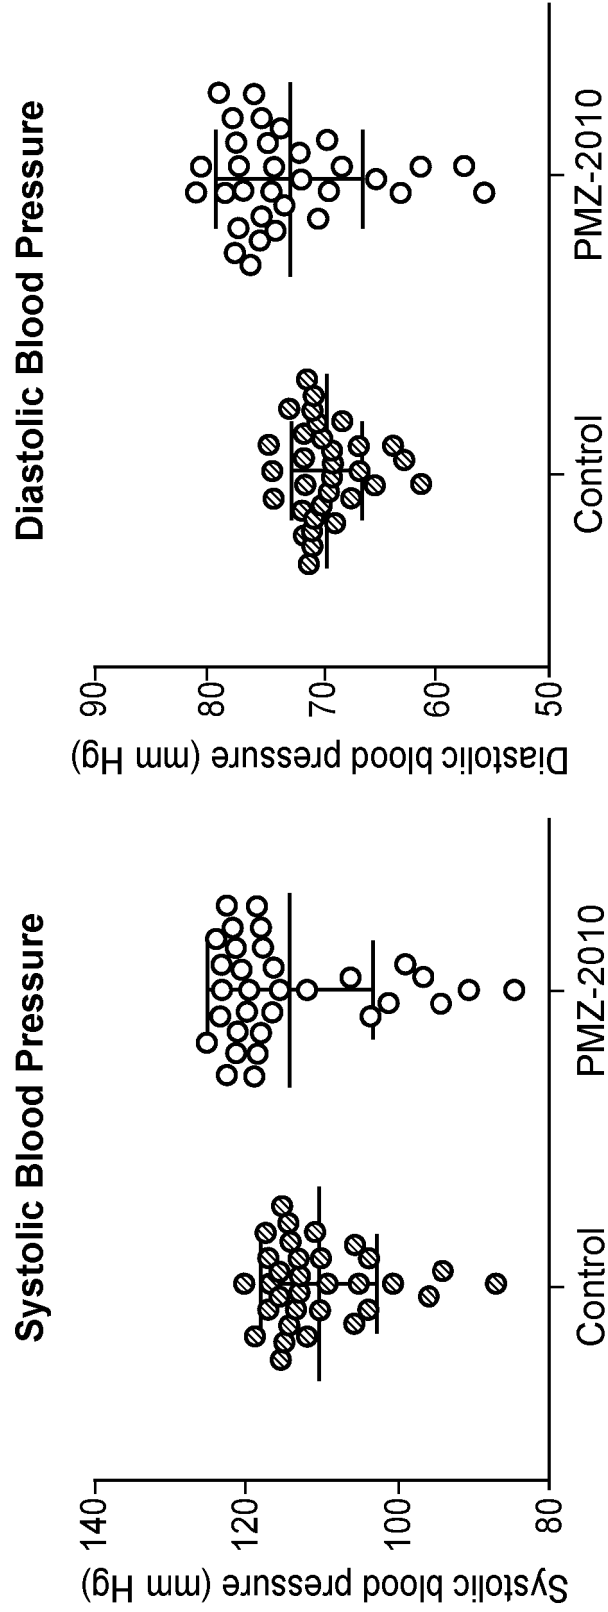 Systolic Blood Pressure
Systolic blood pressure (mm Hg)
140
120
100
80
Control
PMZ-2010
Diastolic Blood Pressure
Diastolic blood pressure (mm Hg)
90
80
70
60
50
Control
PMZ-2010